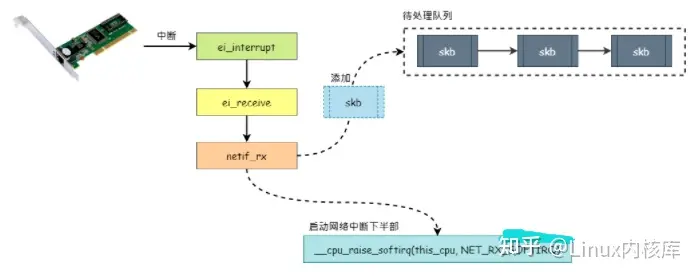 中断
ei_interrupt
ei_receive
netif_rx
添加
skb
待处理队列
skb
skb
skb
启动网络中断下半部
__cpu_raise_softirq(this_cpu, NET_RX_
知乎 @Linux内核库